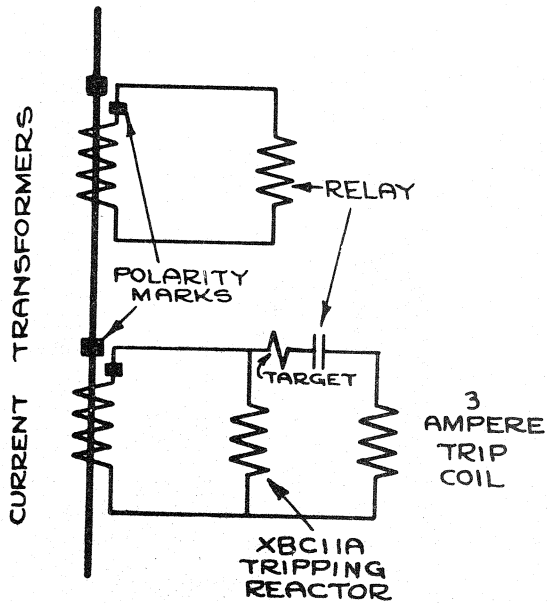 CURRENT TRANSFORMERS
RELAY
POLARITY
MARKS
TARGET
3
AMPERE
TRIP
COIL
XBC11A
TRIPPING
REACTOR